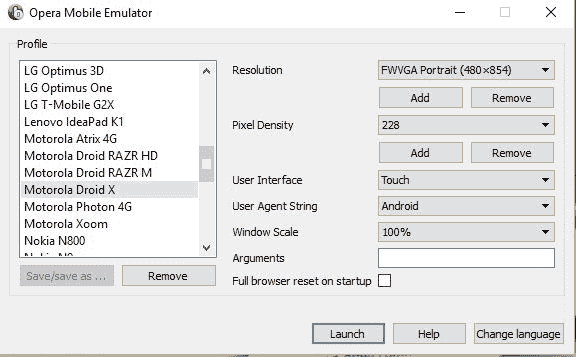 Opera Mobile Emulator
Profile
LG Optimus 3D
LG Optimus One
LG T-Mobile G2X
Lenovo IdeaPad K1
Motorola Atrix 4G
Motorola Droid RAZR HD
Motorola Droid RAZR M
Motorola Droid X
Motorola Photon 4G
Motorola Xoom
Nokia N800
Save/save as ...
Remove
Resolution
FWVGA Portrait (480×854)
Add
Remove
Pixel Density
228
Add
Remove
User Interface
Touch
User Agent String
Android
Window Scale
100%
Arguments
Full browser reset on startup
Launch
Help
Change language